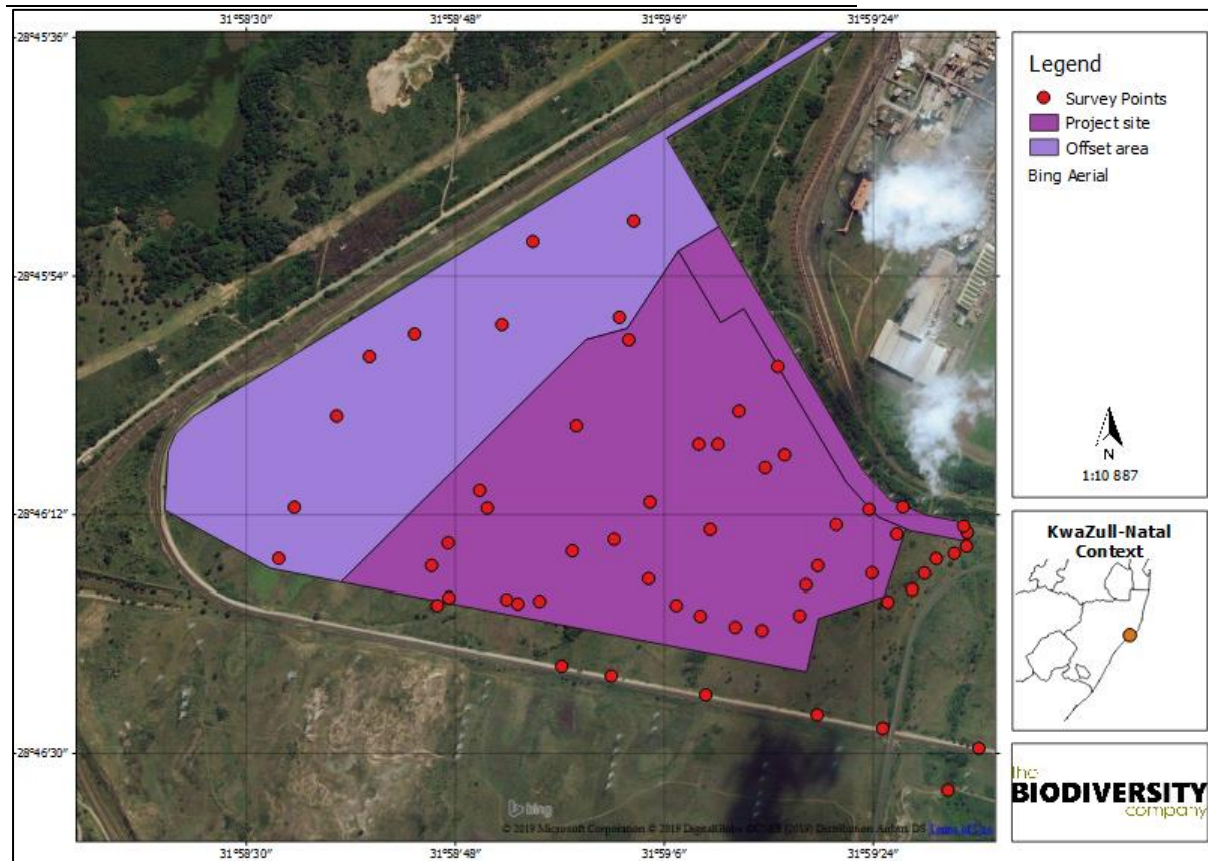 31°58'30" 31°58'48" 31°59'6" 31°59'24"
28°45'36"
28°45'54"
28°46'12"
28°46'30"
Legend
Survey Points
Project site
Offset area
Bing Aerial
N
1:10 887
KwaZull-Natal
Context
the
BIODIVERSITY
company
bing
© 2019 Microsoft Corporation © 2019 DigitalGlobe (2019) Distribution Airbus DS Terms of Use
31°58'30" 31°58'48" 31°59'6" 31°59'24"